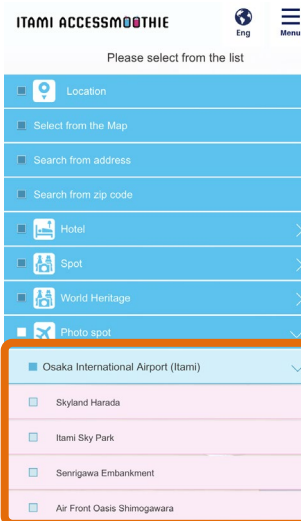 ITAMI ACCESSMOOTHIE
Eng
Menu
Please select from the list
Location
Select from the Map
Search from address
Search from zip code
Hotel
Spot
World Heritage
Photo spot
Osaka International Airport (Itami)
Skyland Harada
Itami Sky Park
Senrigawa Embankment
Air Front Oasis Shimogawara